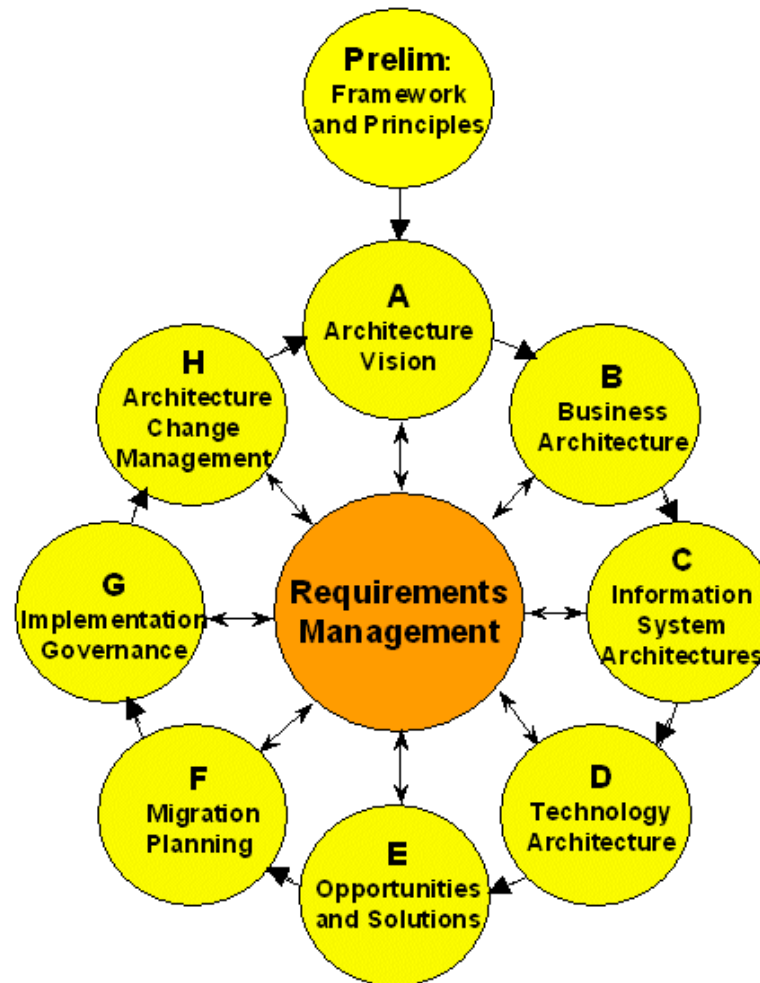 Prelim:
Framework
and Principles
A
Architecture
Vision
B
Business
Architecture
C
Information
System
Architectures
D
Technology
Architecture
E
Opportunities
and Solutions
F
Migration
Planning
G
Implementation
Governance
H
Architecture
Change
Management
Requirements
Management